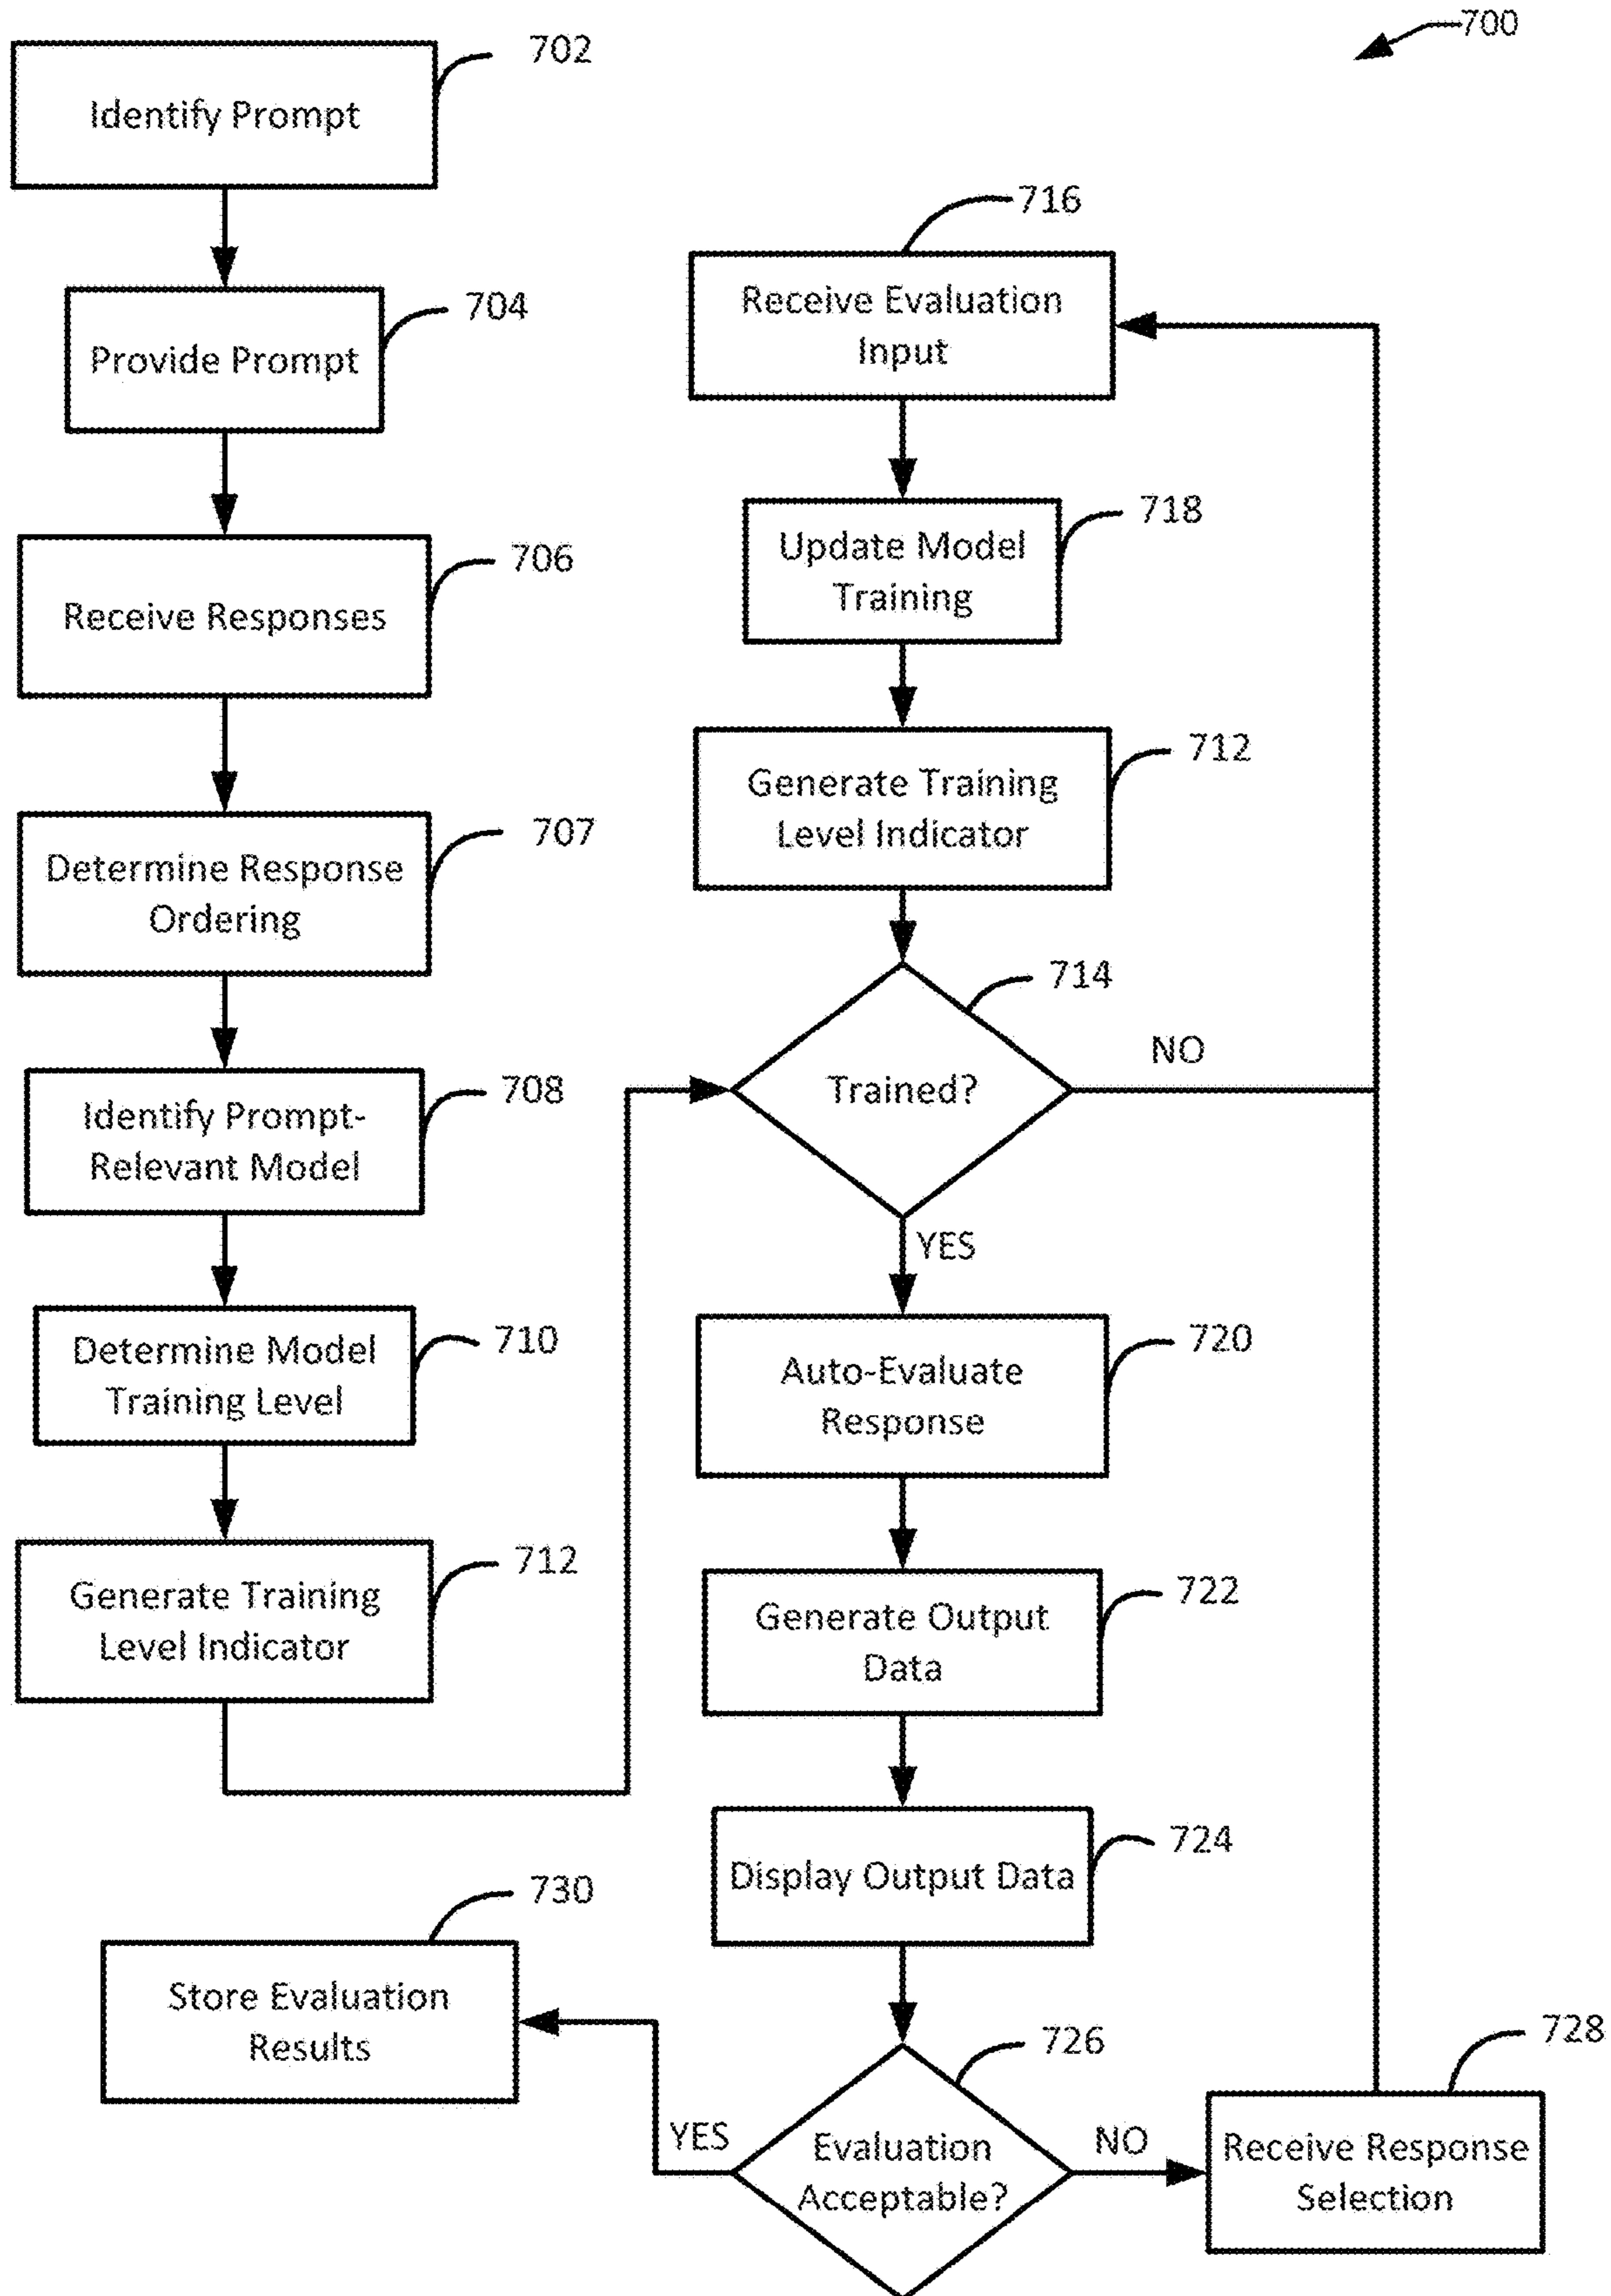 700
702
Identify Prompt
704
Provide Prompt
706
Receive Responses
707
Determine Response
Ordering
708
Identify Prompt-
Relevant Model
710
Determine Model
Training Level
712
Generate Training
Level Indicator
716
Receive Evaluation
Input
718
Update Model
Training
712
Generate Training
Level Indicator
714
Trained?
NO
YES
720
Auto-Evaluate
Response
722
Generate Output
Data
724
Display Output Data
726
Evaluation
Acceptable?
YES
NO
730
Store Evaluation
Results
728
Receive Response
Selection